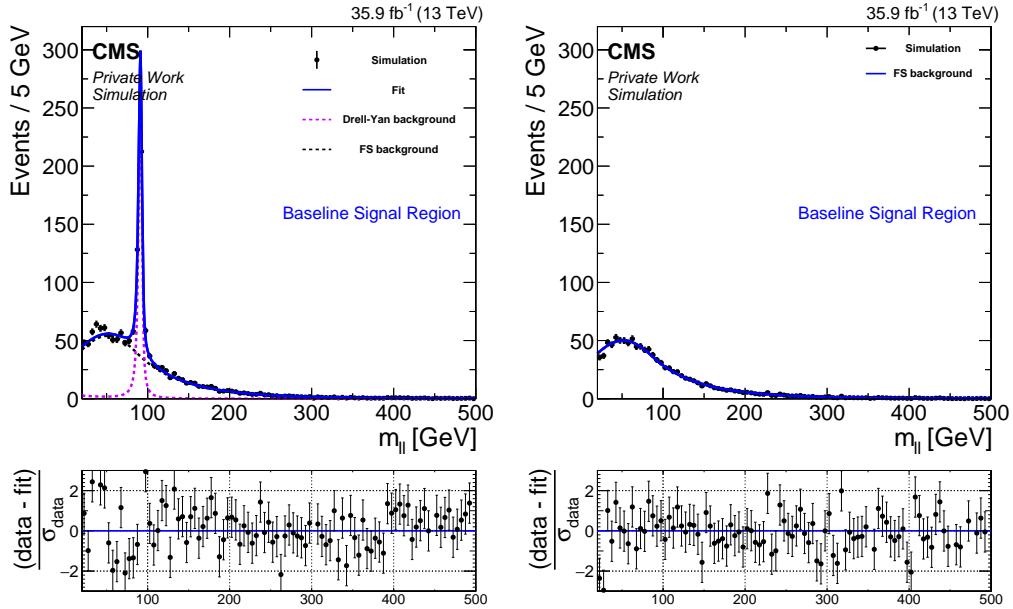 35.9 fb⁻¹ (13 TeV)
CMS
Private Work
Simulation
Simulation
Fit
Drell-Yan background
FS background
Baseline Signal Region
Events / 5 GeV
300
250
200
150
100
50
0
100 200 300 400 500
m_ll [GeV]
(data - fit)
σ_data
2
0
−2
100 200 300 400 500
35.9 fb⁻¹ (13 TeV)
CMS
Private Work
Simulation
Simulation
FS background
Baseline Signal Region
Events / 5 GeV
300
250
200
150
100
50
0
100 200 300 400 500
m_ll [GeV]
(data - fit)
σ_data
2
0
−2
100 200 300 400 500